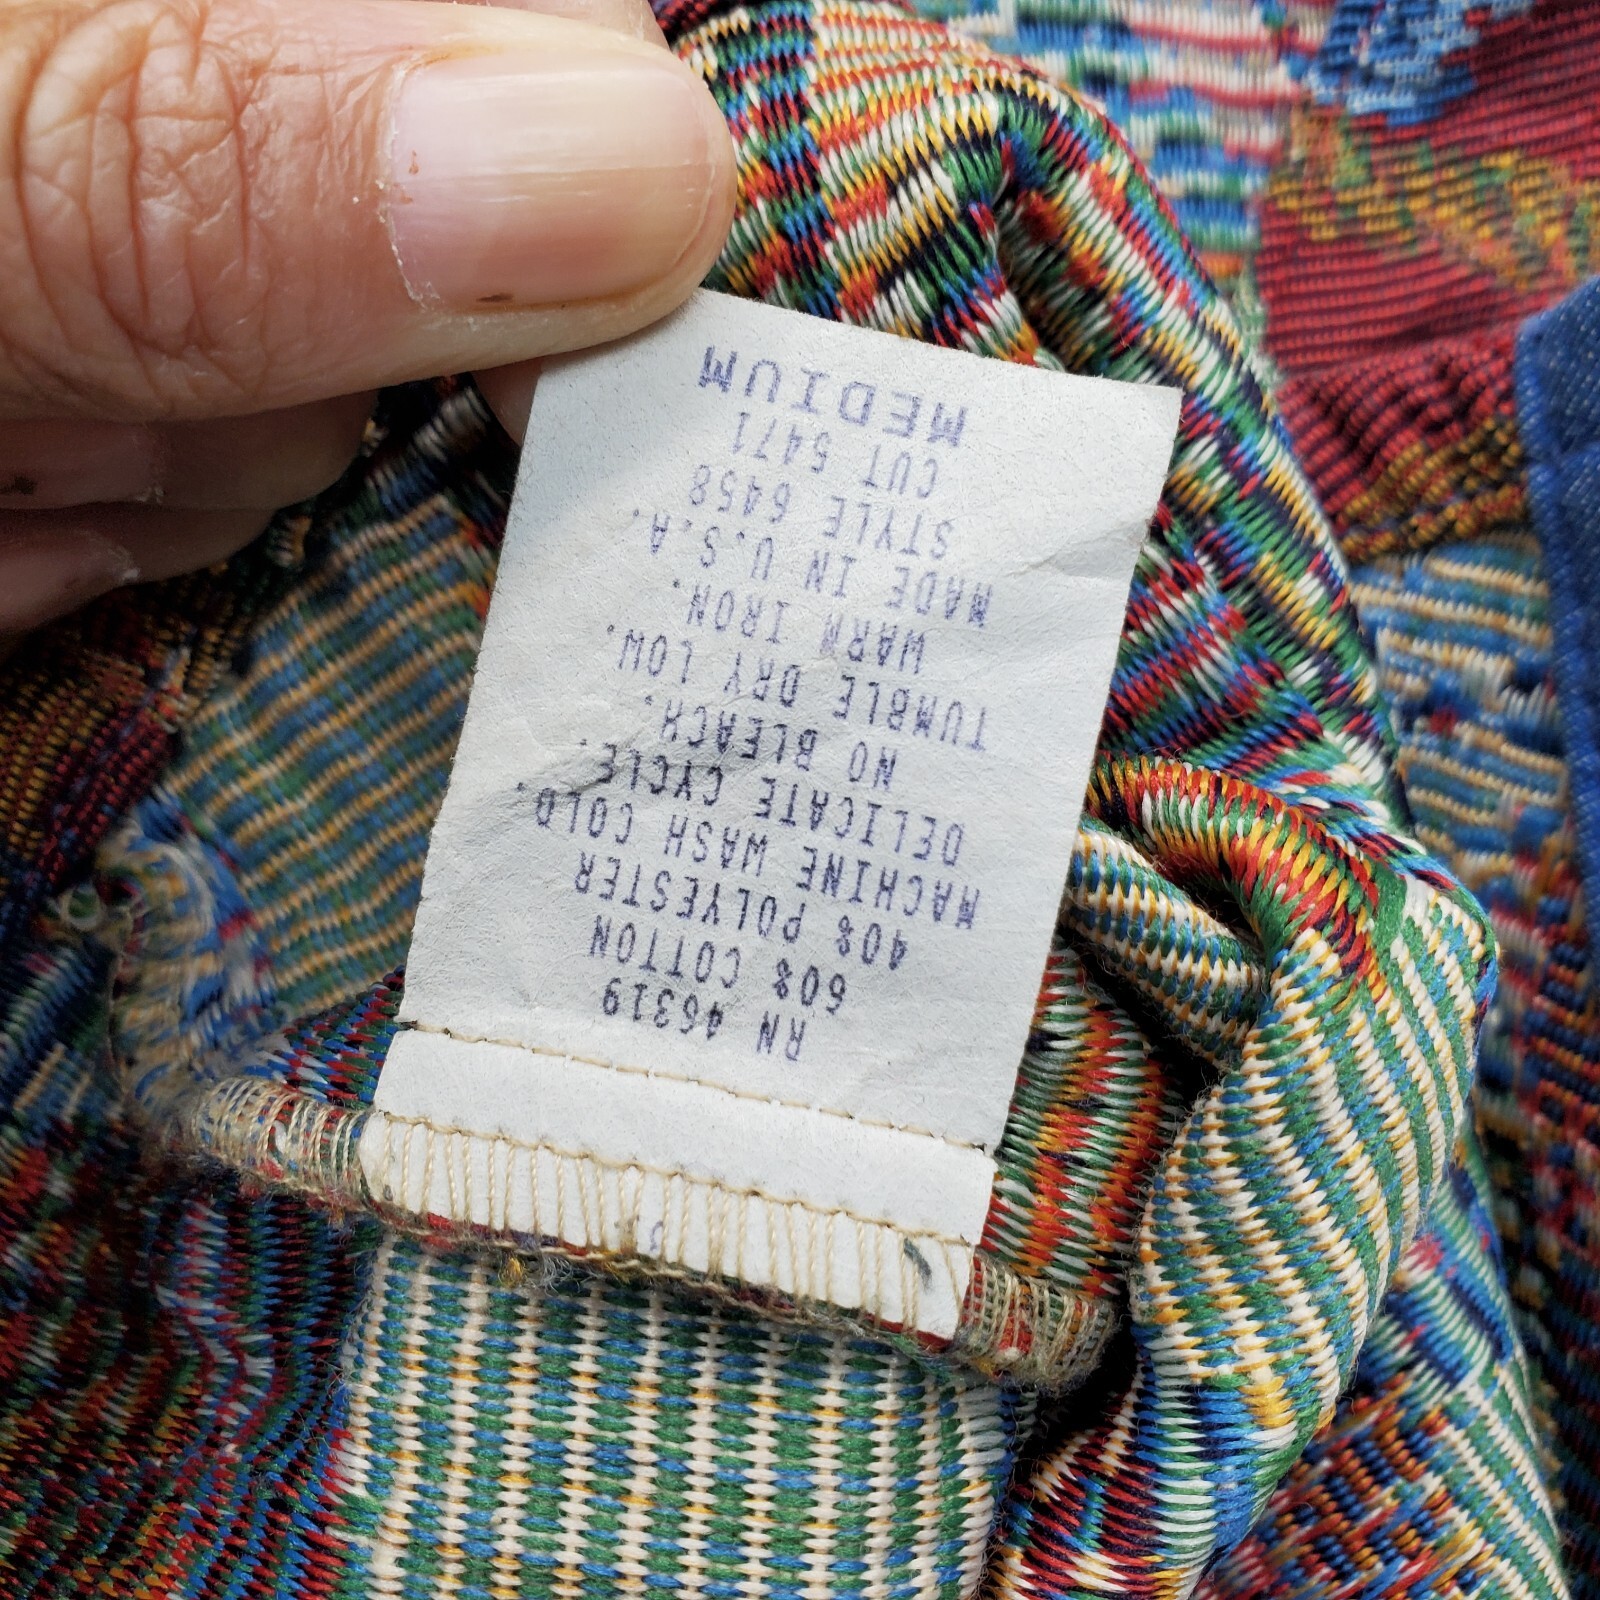 RN 46319
60% COTTON
40% POLYESTER
MACHINE WASH COLD.
DELICATE CYCLE.
NO BLEACH.
TUMBLE DRY LOW.
WARM IRON.
MADE IN U.S.A.
STYLE 6458
CUT 5471
MEDIUM